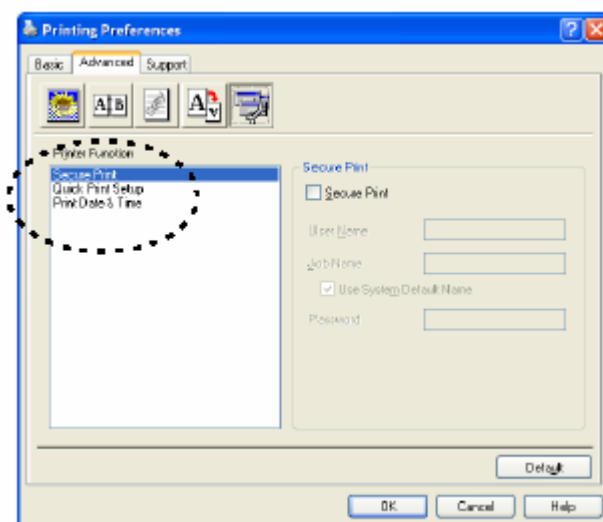 Printing Preferences
Basic Advanced Support
A B
A
Printer Function
Secure Print
Quick Print Setup
Print Date & Time
Secure Print
Secure Print
User Name
Job Name
Use System Default Name
Password
Default
OK Cancel Help